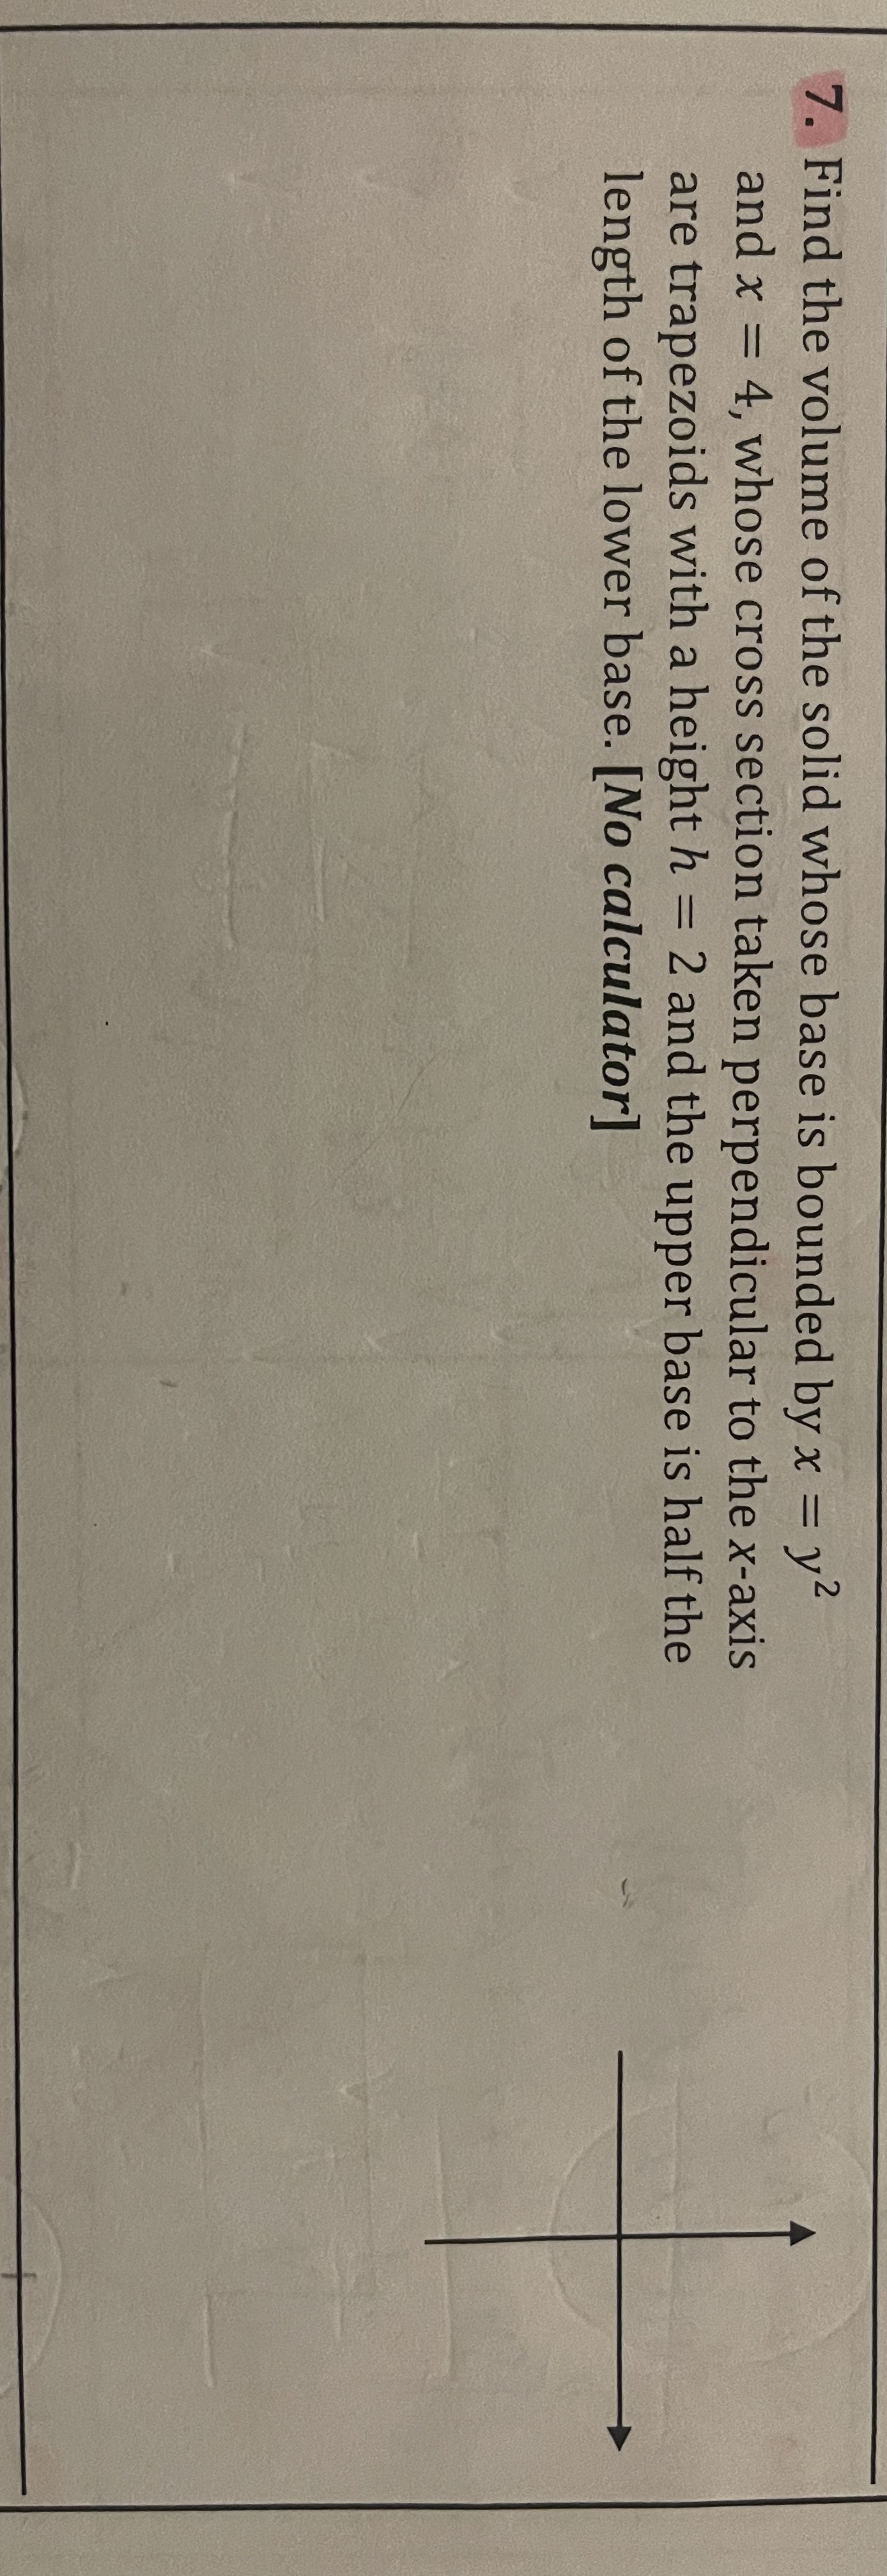 7. Find the volume of the solid whose base is bounded by x = y²
and x = 4, whose cross section taken perpendicular to the x-axis
are trapezoids with a height h = 2 and the upper base is half the
length of the lower base. [No calculator]